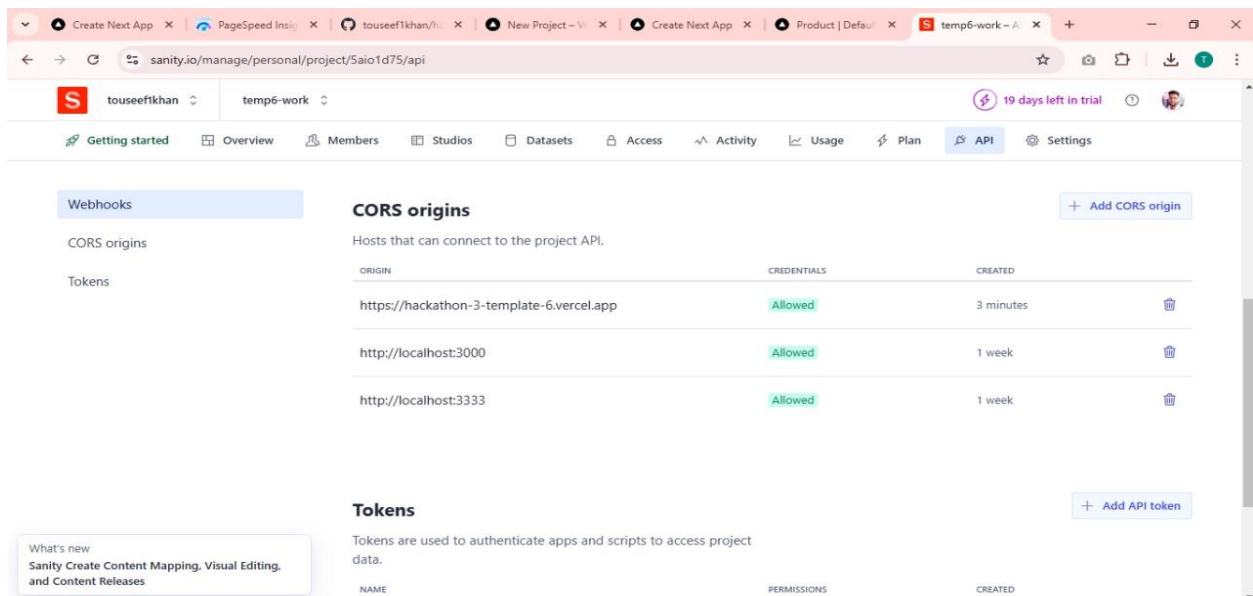 Create Next App
PageSpeed Insig
touseef1khan/h
New Project – V
Create Next App
Product | Defau
temp6-work – A
sanity.io/manage/personal/project/5aio1d75/api
T
S touseef1khan temp6-work 19 days left in trial
Getting started Overview Members Studios Datasets Access Activity Usage Plan API Settings
Webhooks
CORS origins
Tokens
CORS origins
+ Add CORS origin
Hosts that can connect to the project API.
ORIGIN CREDENTIALS CREATED
https://hackathon-3-template-6.vercel.app Allowed 3 minutes
http://localhost:3000 Allowed 1 week
http://localhost:3333 Allowed 1 week
Tokens
+ Add API token
Tokens are used to authenticate apps and scripts to access project
data.
NAME PERMISSIONS CREATED
What's new
Sanity Create Content Mapping, Visual Editing,
and Content Releases